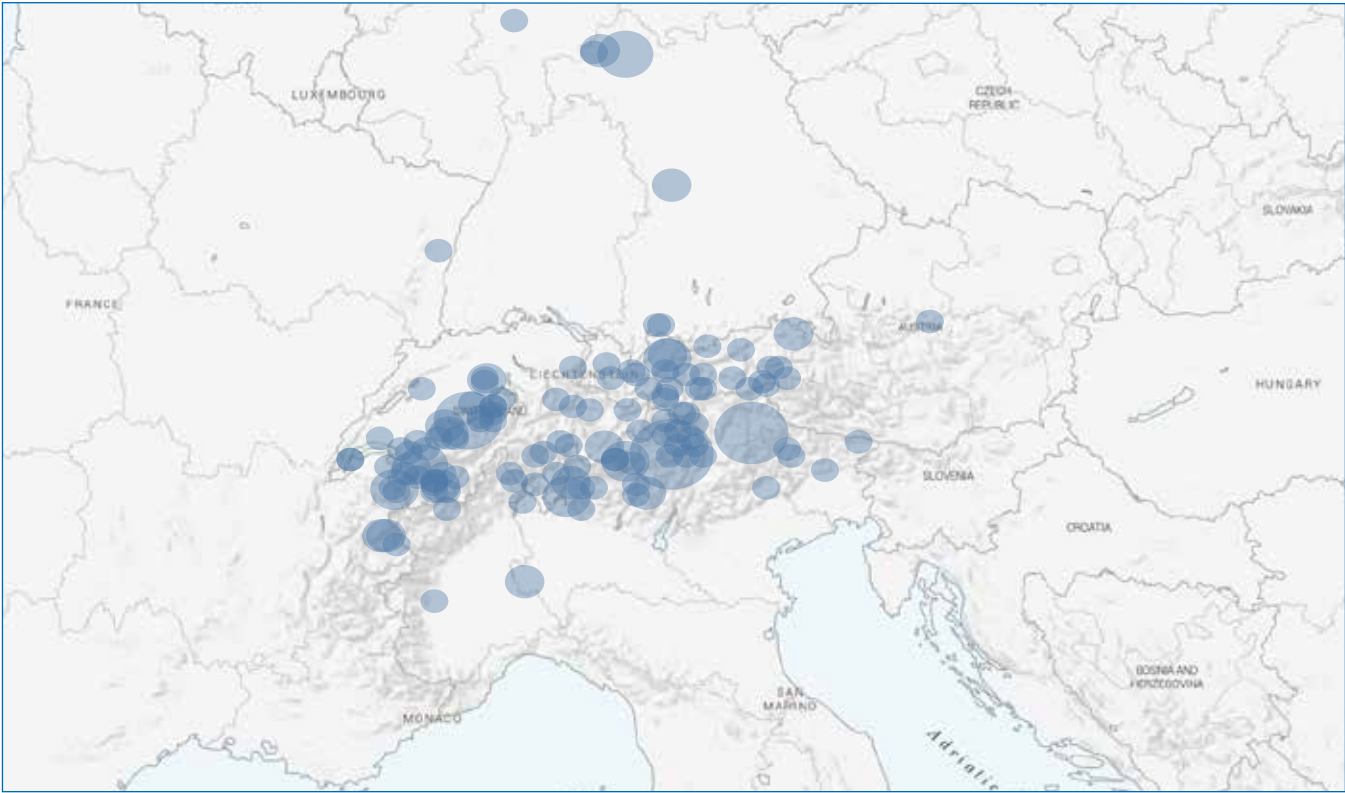 LUXEMBOURG
CZECH
REPUBLIC
SLOVAKIA
FRANCE
AUSTRIA
LIECHTENSTEIN
HUNGARY
SLOVENIA
CROATIA
BOSNIA AND
HERZEGOVINA
SAN
MARINO
MONACO
Adriatic